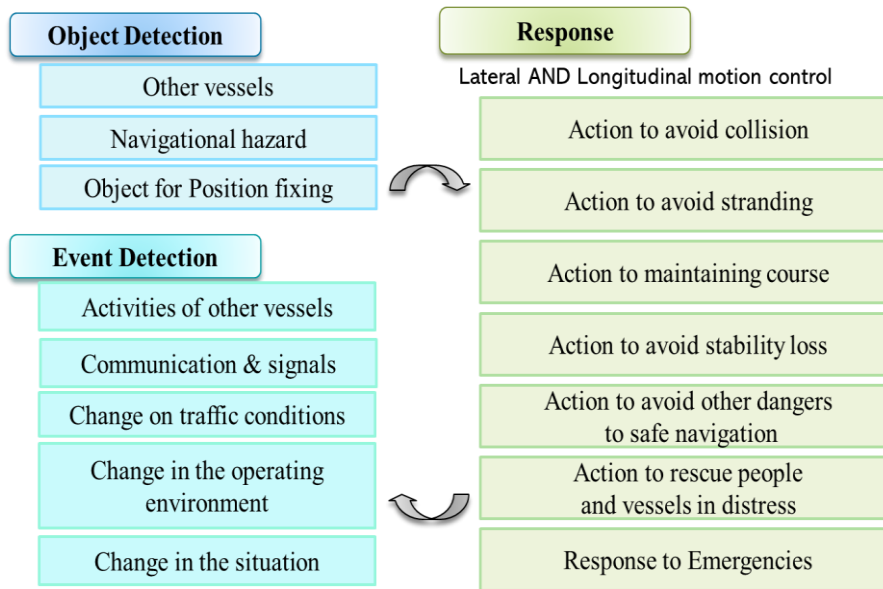 Object Detection
Other vessels
Navigational hazard
Object for Position fixing
Event Detection
Activities of other vessels
Communication & signals
Change on traffic conditions
Change in the operating
environment
Change in the situation
Response
Lateral AND Longitudinal motion control
Action to avoid collision
Action to avoid stranding
Action to maintaining course
Action to avoid stability loss
Action to avoid other dangers
to safe navigation
Action to rescue people
and vessels in distress
Response to Emergencies